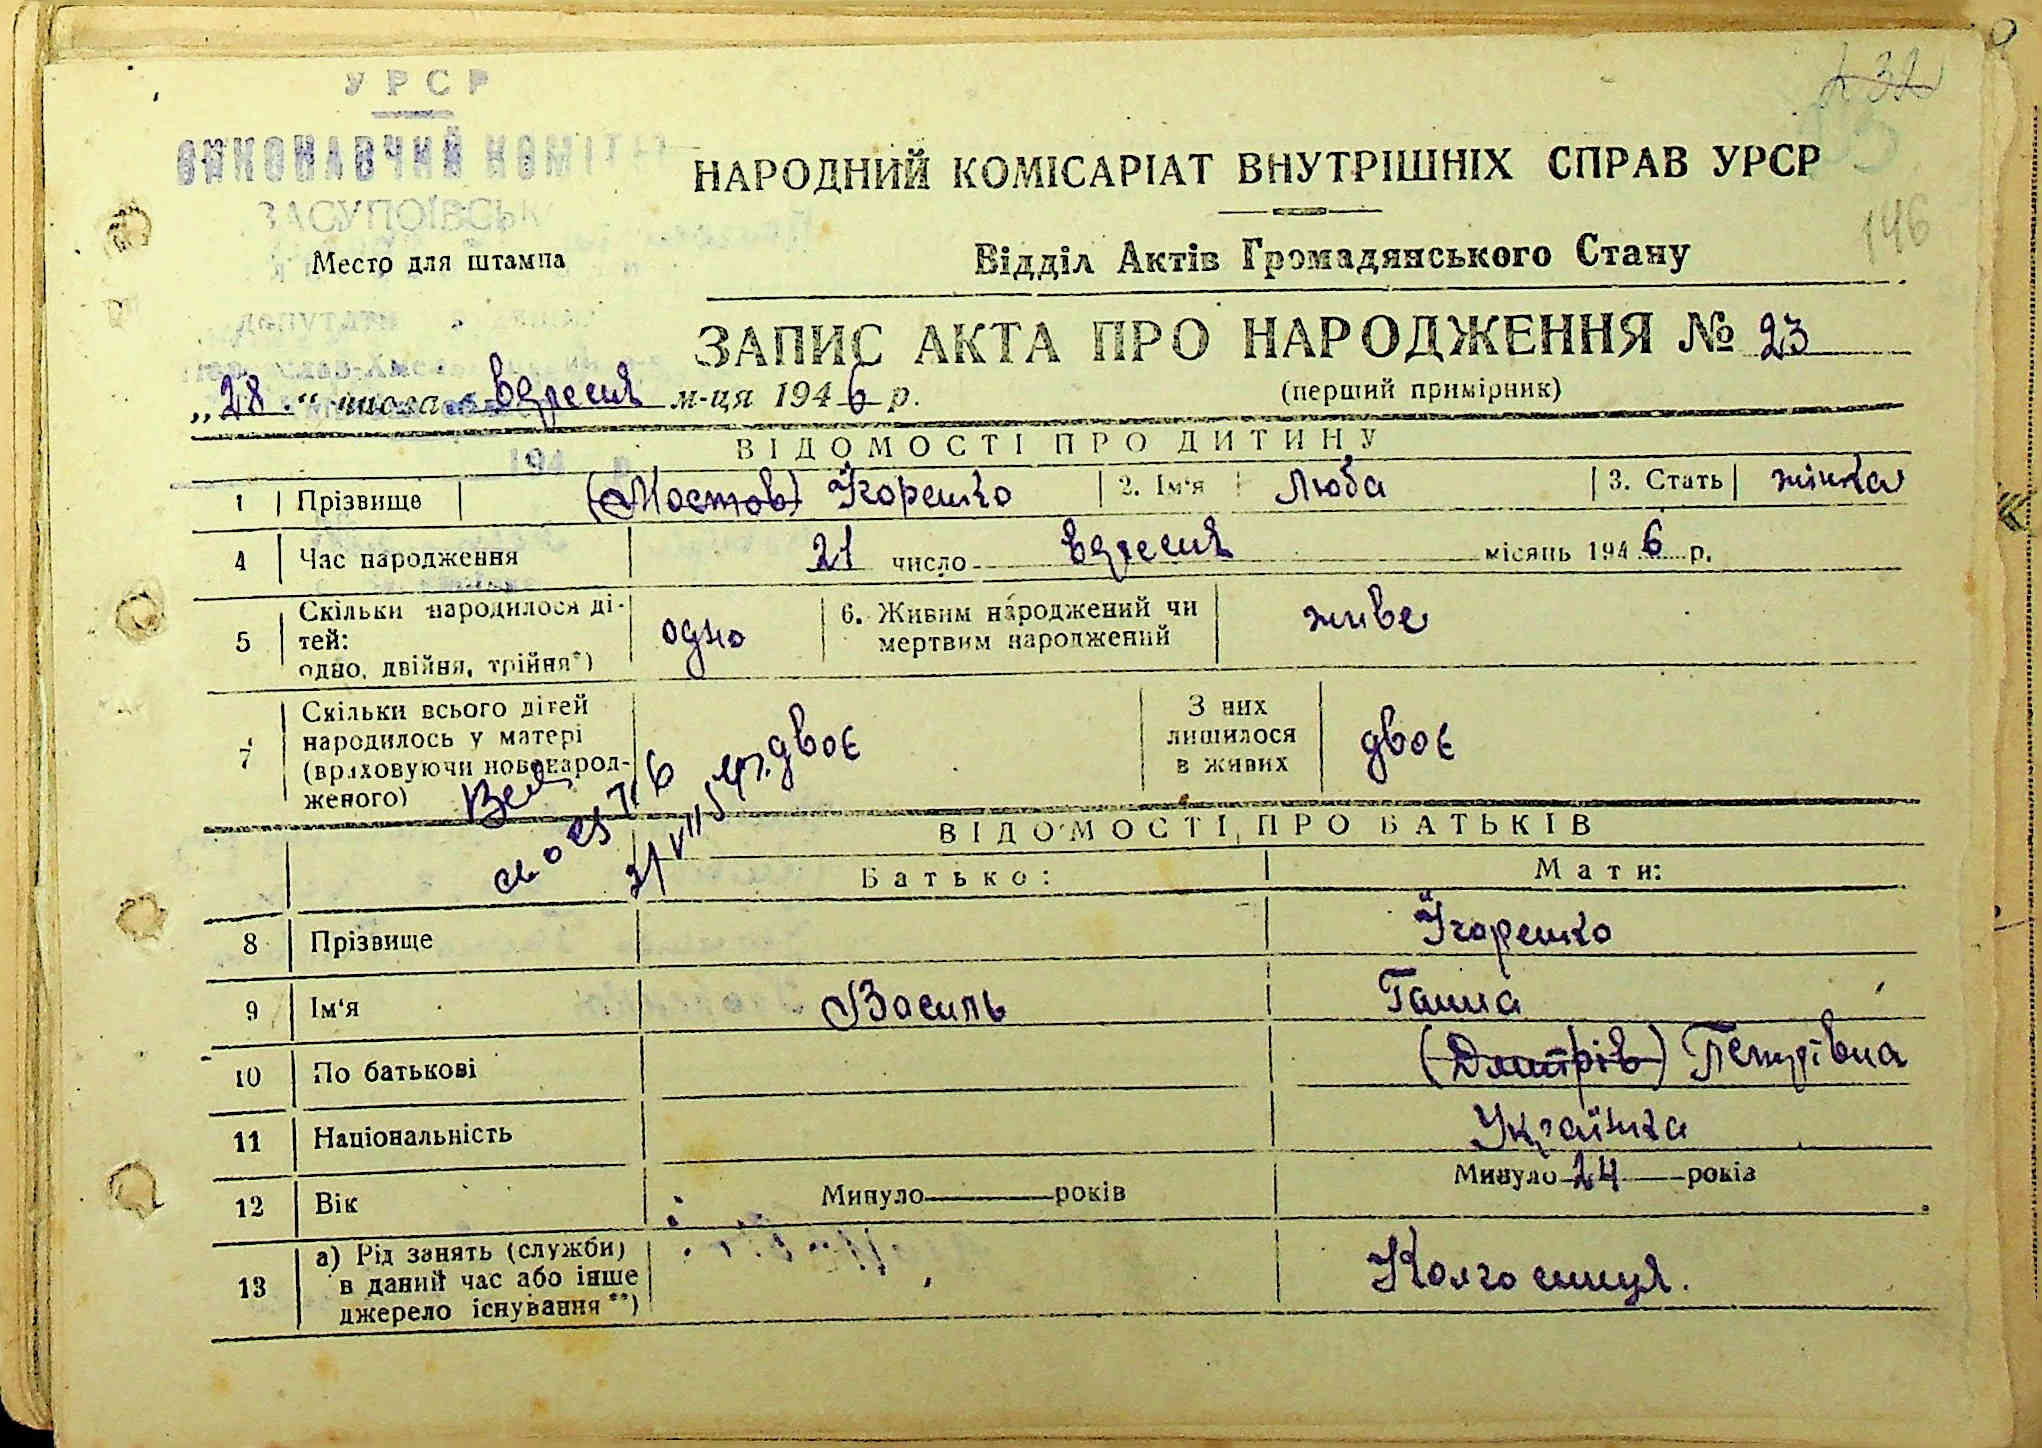 УРСР
ВИКОНАВЧИЙ КОМІТЕТ
ЗАСУПОЇВСЬК
Место для штампа
132
146
НАРОДНИЙ КОМІСАРІАТ ВНУТРІШНІХ СПРАВ УРСР
Відділ Актів Громадянського Стану
ЗАПИС АКТА ПРО НАРОДЖЕННЯ № 23
(перший примірник)
„28“ числа вересня м-ця 1946 р.
194 р.
ВІДОМОСТІ ПРО ДИТИНУ
1 Прізвище (Мостов) Ігоренко 2. Ім'я Люба 3. Стать жінка
4 Час народження 21 число вересня місяць 1946 р.
5 Скільки народилося дітей: одно, двійня, трійня*) одно 6. Живим народжений чи мертвим народжений живе
7 Скільки всього дітей народилось у матері (враховуючи новонародженого) двоє З них лишилося в живих двоє
ВІДОМОСТІ ПРО БАТЬКІВ
Батько: Мати:
8 Прізвище Ігоренко
9 Ім'я Василь Ганна
10 По батькові (Дмитрів) Петрівна
11 Національність Українка
12 Вік Минуло років Минуло 24 років
13 а) Рід занять (служби) в даний час або інше джерело існування**) Колгоспниця.